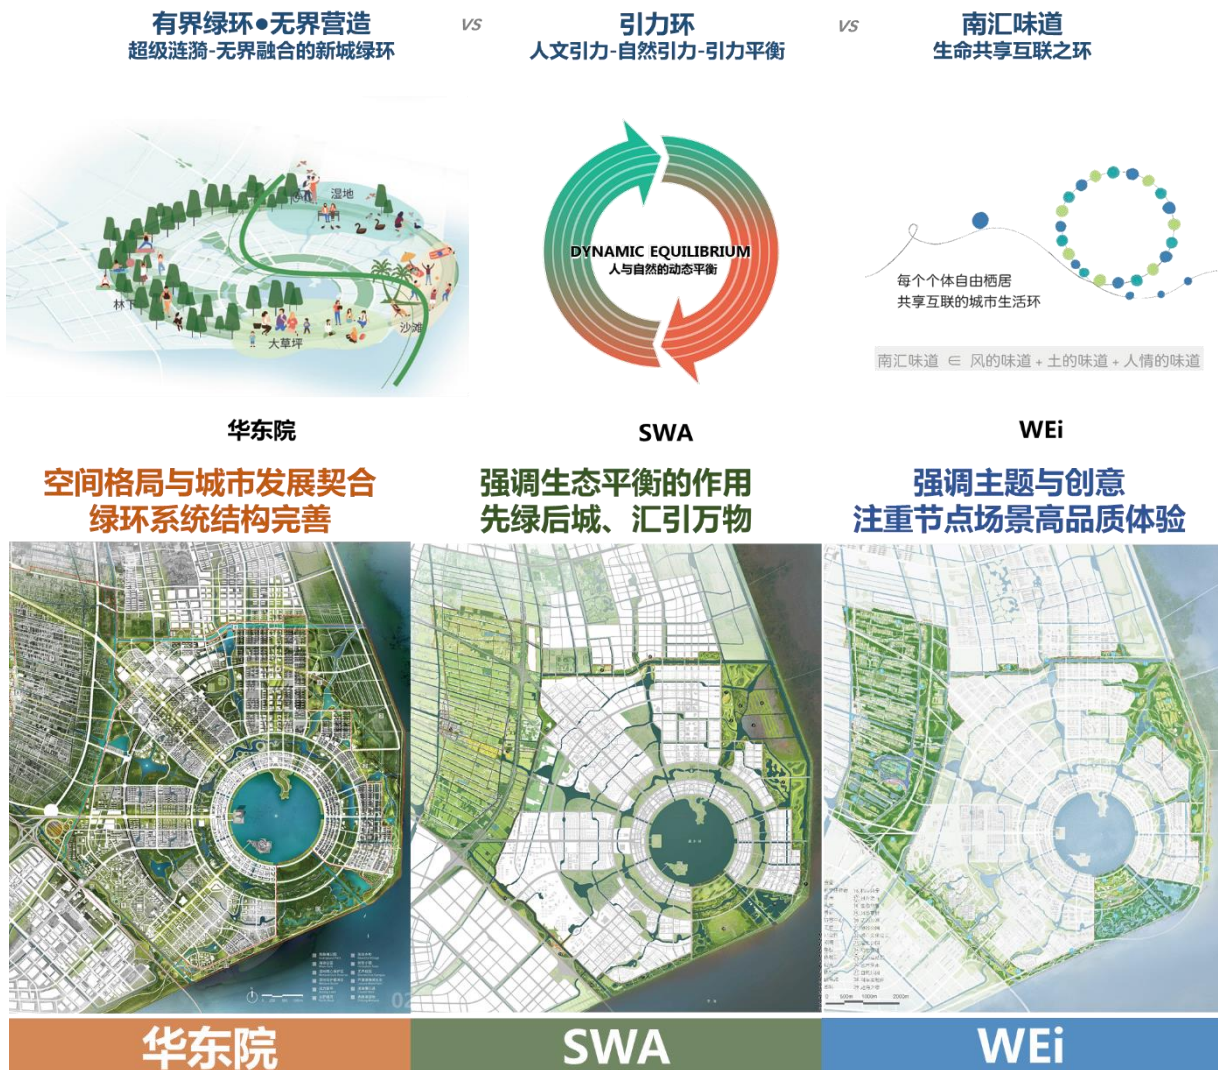 有界绿环●无界营造
超级涟漪-无界融合的新城绿环
VS
引力环
人文引力-自然引力-引力平衡
VS
南汇味道
生命共享互联之环
湿地
林下
大草坪
沙滩
DYNAMIC EQUILIBRIUM
人与自然的动态平衡
每个个体自由栖居
共享互联的城市生活环
南汇味道 ∈ 风的味道 + 土的味道 + 人情的味道
华东院
SWA
WEi
空间格局与城市发展契合
绿环系统结构完善
强调生态平衡的作用
先绿后城、汇引万物
强调主题与创意
注重节点场景高品质体验
02
0 500m 1000m 2000m
华东院
SWA
WEi